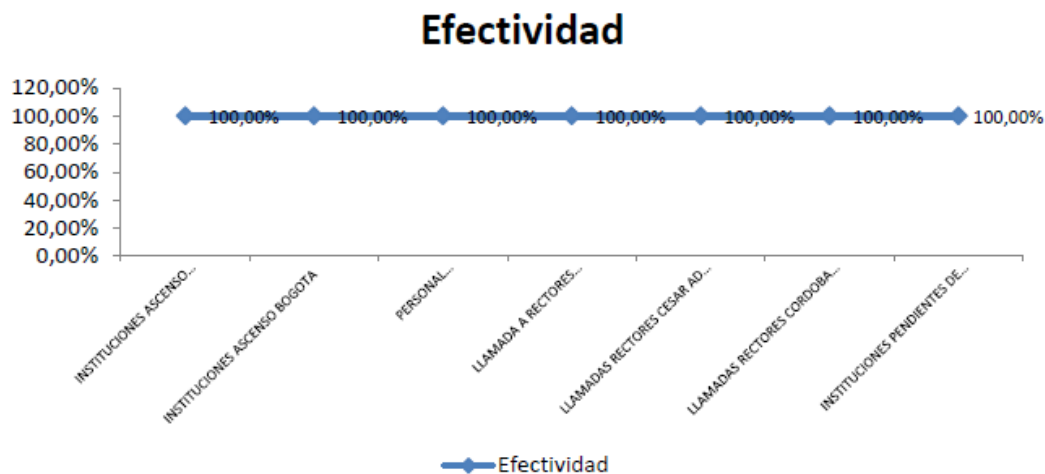 Efectividad
120,00%
100,00%
80,00%
60,00%
40,00%
20,00%
0,00%
100,00%
100,00%
100,00%
100,00%
100,00%
100,00%
100,00%
INSTITUCIONES ASCENSO...
INSTITUCIONES ASCENSO BOGOTA
PERSONAL...
LLAMADA A RECTORES...
LLAMADAS RECTORES CESAR AD...
LLAMADAS RECTORES CORDOBA...
INSTITUCIONES PENDIENTES DE...
Efectividad